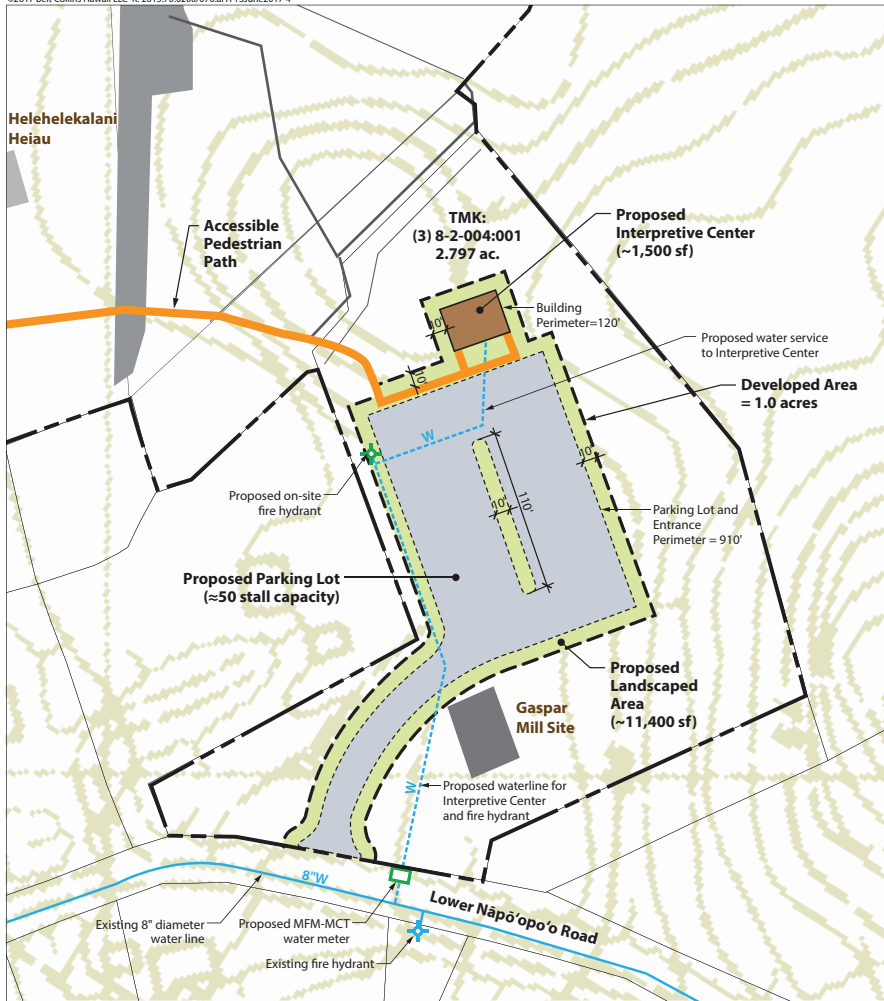 Helehelekalani
Heiau
Accessible
Pedestrian
Path
TMK:
(3) 8-2-004:001
2.797 ac.
Proposed
Interpretive Center
(~1,500 sf)
10'
Building
Perimeter=120'
Proposed water service
to Interpretive Center
10'
Developed Area
= 1.0 acres
W
10'
Proposed on-site
fire hydrant
110'
10'
Parking Lot and
Entrance
Perimeter = 910'
Proposed Parking Lot
(≈50 stall capacity)
Proposed
Landscaped
Area
(~11,400 sf)
Gaspar
Mill Site
W
Proposed waterline for
Interpretive Center
and fire hydrant
8"W
Lower Nāpō‘opo‘o Road
Existing 8" diameter
water line
Proposed MFM-MCT
water meter
Existing fire hydrant